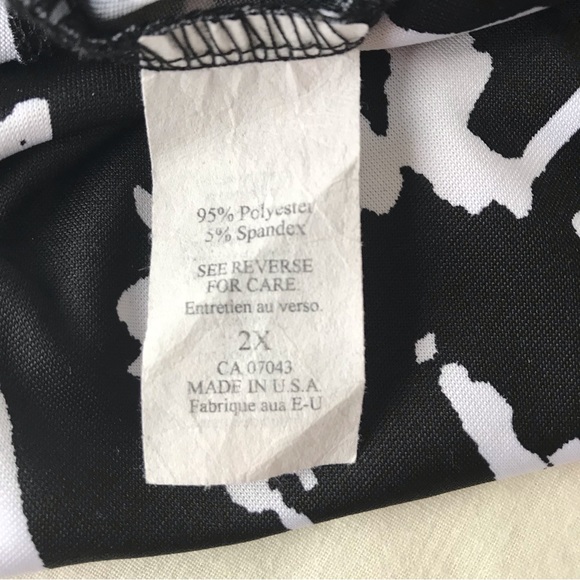 95% Polyester
5% Spandex
SEE REVERSE
FOR CARE.
Entretien au verso.
2X
CA 07043
MADE IN U.S.A
Fabrique aua E-U